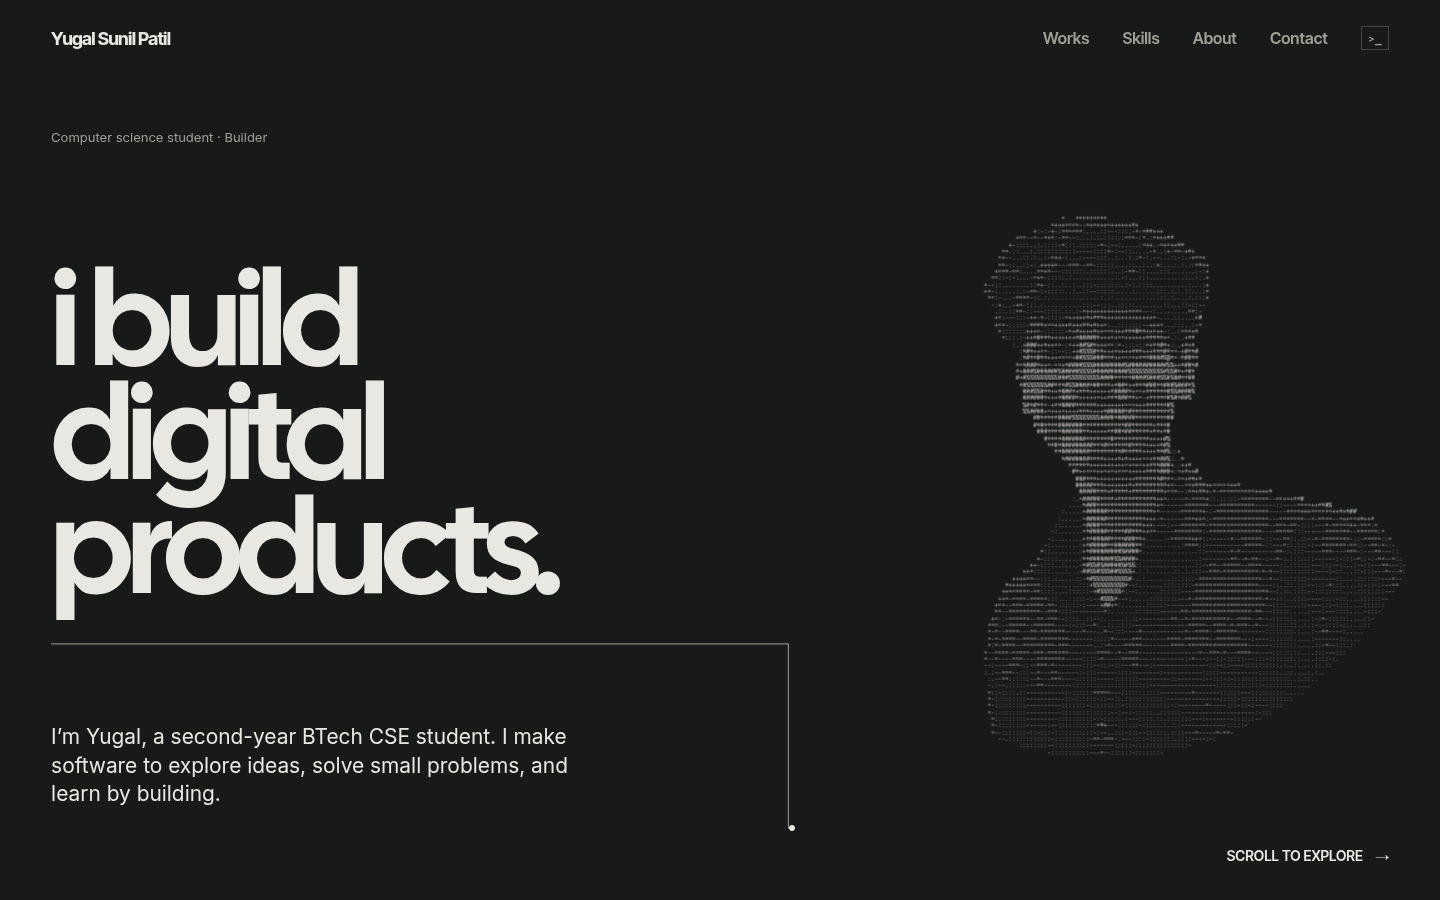 Yugal Sunil Patil
Works
Skills
About
Contact
>_
Computer science student · Builder
i build
digital
products.
I’m Yugal, a second-year BTech CSE student. I make
software to explore ideas, solve small problems, and
learn by building.
SCROLL TO EXPLORE →